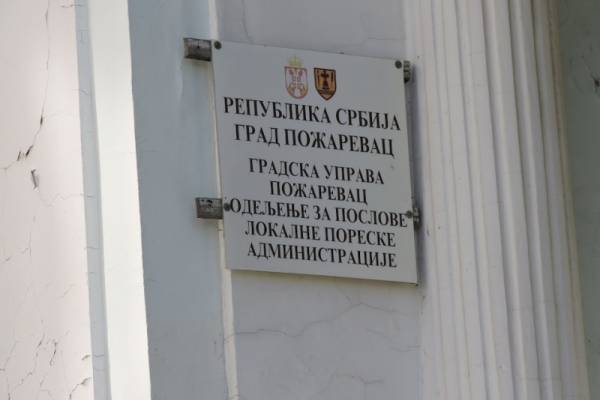 РЕПУБЛИКА СРБИЈА
ГРАД ПОЖАРЕВАЦ
ГРАДСКА УПРАВА
ПОЖАРЕВАЦ
ОДЕЉЕЊЕ ЗА ПОСЛОВЕ
ЛОКАЛНЕ ПОРЕСКЕ
АДМИНИСТРАЦИЈЕ